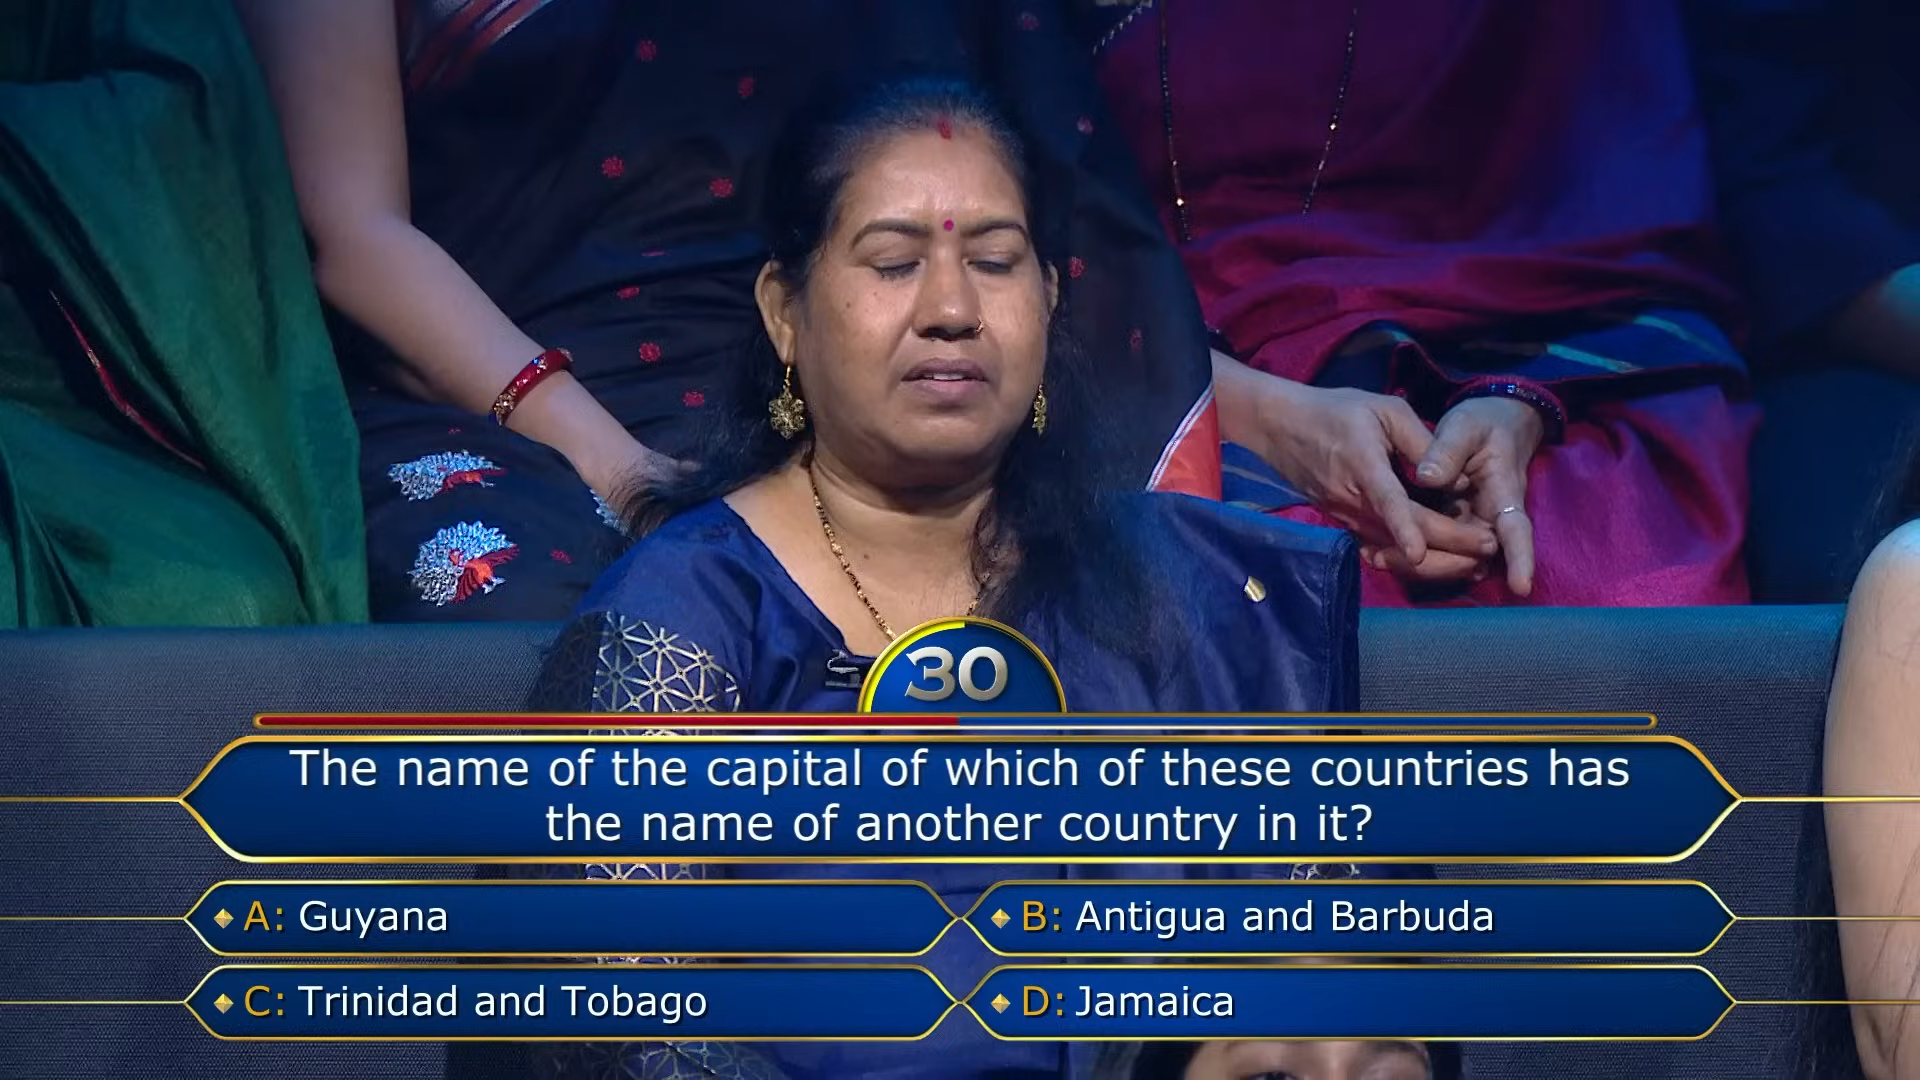 30
The name of the capital of which of these countries has
the name of another country in it?
A: Guyana
B: Antigua and Barbuda
C: Trinidad and Tobago
D: Jamaica